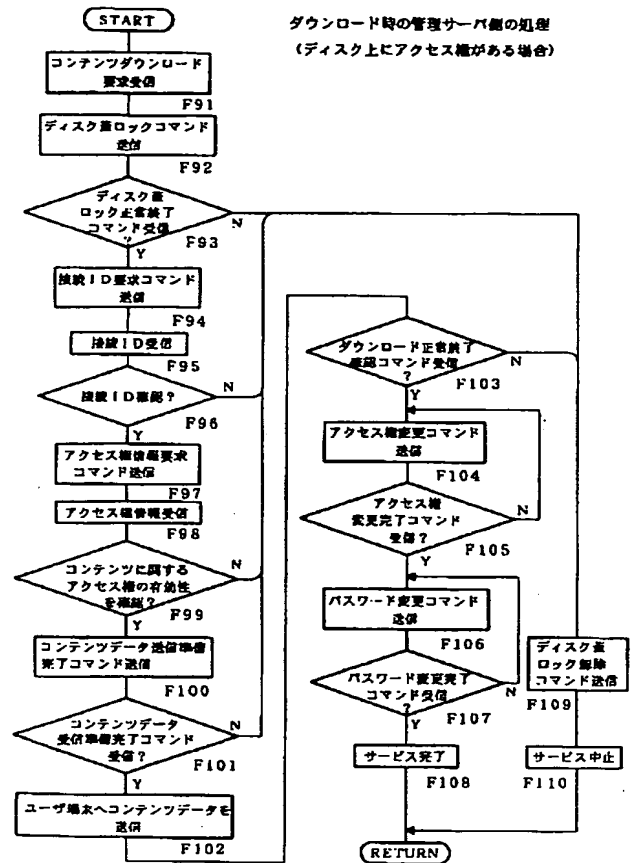 START
ダウンロード時の管理サーバ側の処理
(ディスク上にアクセス権がある場合)
コンテンツダウンロード
要求受信
F91
ディスク蓋ロックコマンド
送信
F92
ディスク蓋
ロック正常終了
コマンド受信
?
N
F93
Y
接続ID要求コマンド
送信
F94
接続ID受信
F95
接続ID確認?
N
F96
Y
アクセス権情報要求
コマンド送信
F97
アクセス権情報受信
F98
コンテンツに関する
アクセス権の有効性
を確認?
N
F99
Y
コンテンツデータ送信準備
完了コマンド送信
F100
コンテンツデータ
受信準備完了コマンド
受信?
N
F101
Y
ユーザ端末へコンテンツデータを
送信
F102
ダウンロード正常終了
確認コマンド受信
?
N
F103
Y
アクセス権変更コマンド
送信
F104
アクセス権
変更完了コマンド
受信?
N
F105
Y
パスワード変更コマンド
送信
F106
パスワード変更完了
コマンド受信
?
N
F107
Y
サービス完了
F108
ディスク蓋
ロック解除
コマンド送信
F109
サービス中止
F110
RETURN